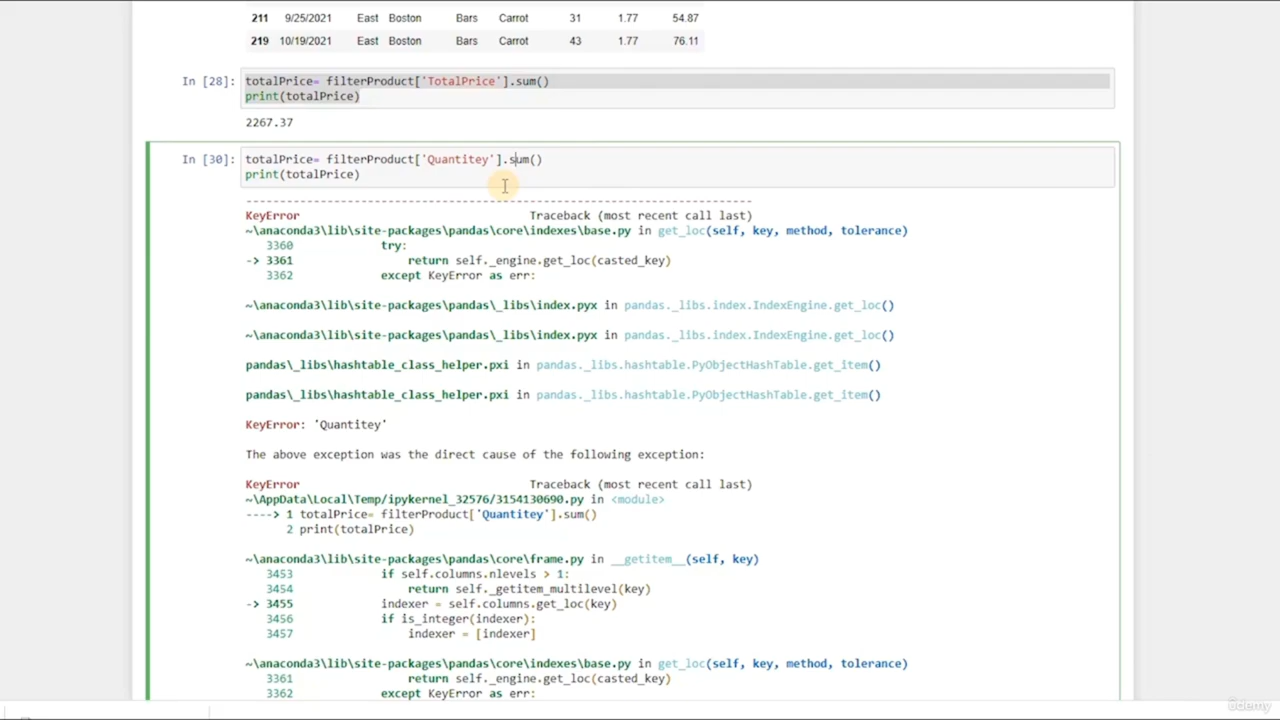 211 9/25/2021 East Boston Bars Carrot 31 1.77 54.87
219 10/19/2021 East Boston Bars Carrot 43 1.77 76.11
In [28]: totalPrice= filterProduct['TotalPrice'].sum()
print(totalPrice)
2267.37
In [30]: totalPrice= filterProduct['Quantitey'].sum()
print(totalPrice)
---------------------------------------------------------------------------
KeyError Traceback (most recent call last)
~\anaconda3\lib\site-packages\pandas\core\indexes\base.py in get_loc(self, key, method, tolerance)
3360 try:
-> 3361 return self._engine.get_loc(casted_key)
3362 except KeyError as err:
~\anaconda3\lib\site-packages\pandas\_libs\index.pyx in pandas._libs.index.IndexEngine.get_loc()
~\anaconda3\lib\site-packages\pandas\_libs\index.pyx in pandas._libs.index.IndexEngine.get_loc()
pandas\_libs\hashtable_class_helper.pxi in pandas._libs.hashtable.PyObjectHashTable.get_item()
pandas\_libs\hashtable_class_helper.pxi in pandas._libs.hashtable.PyObjectHashTable.get_item()
KeyError: 'Quantitey'
The above exception was the direct cause of the following exception:
KeyError Traceback (most recent call last)
~\AppData\Local\Temp/ipykernel_32576/3154130690.py in <module>
----> 1 totalPrice= filterProduct['Quantitey'].sum()
2 print(totalPrice)
~\anaconda3\lib\site-packages\pandas\core\frame.py in __getitem__(self, key)
3453 if self.columns.nlevels > 1:
3454 return self._getitem_multilevel(key)
-> 3455 indexer = self.columns.get_loc(key)
3456 if is_integer(indexer):
3457 indexer = [indexer]
~\anaconda3\lib\site-packages\pandas\core\indexes\base.py in get_loc(self, key, method, tolerance)
3361 return self._engine.get_loc(casted_key)
3362 except KeyError as err:
ûdemy